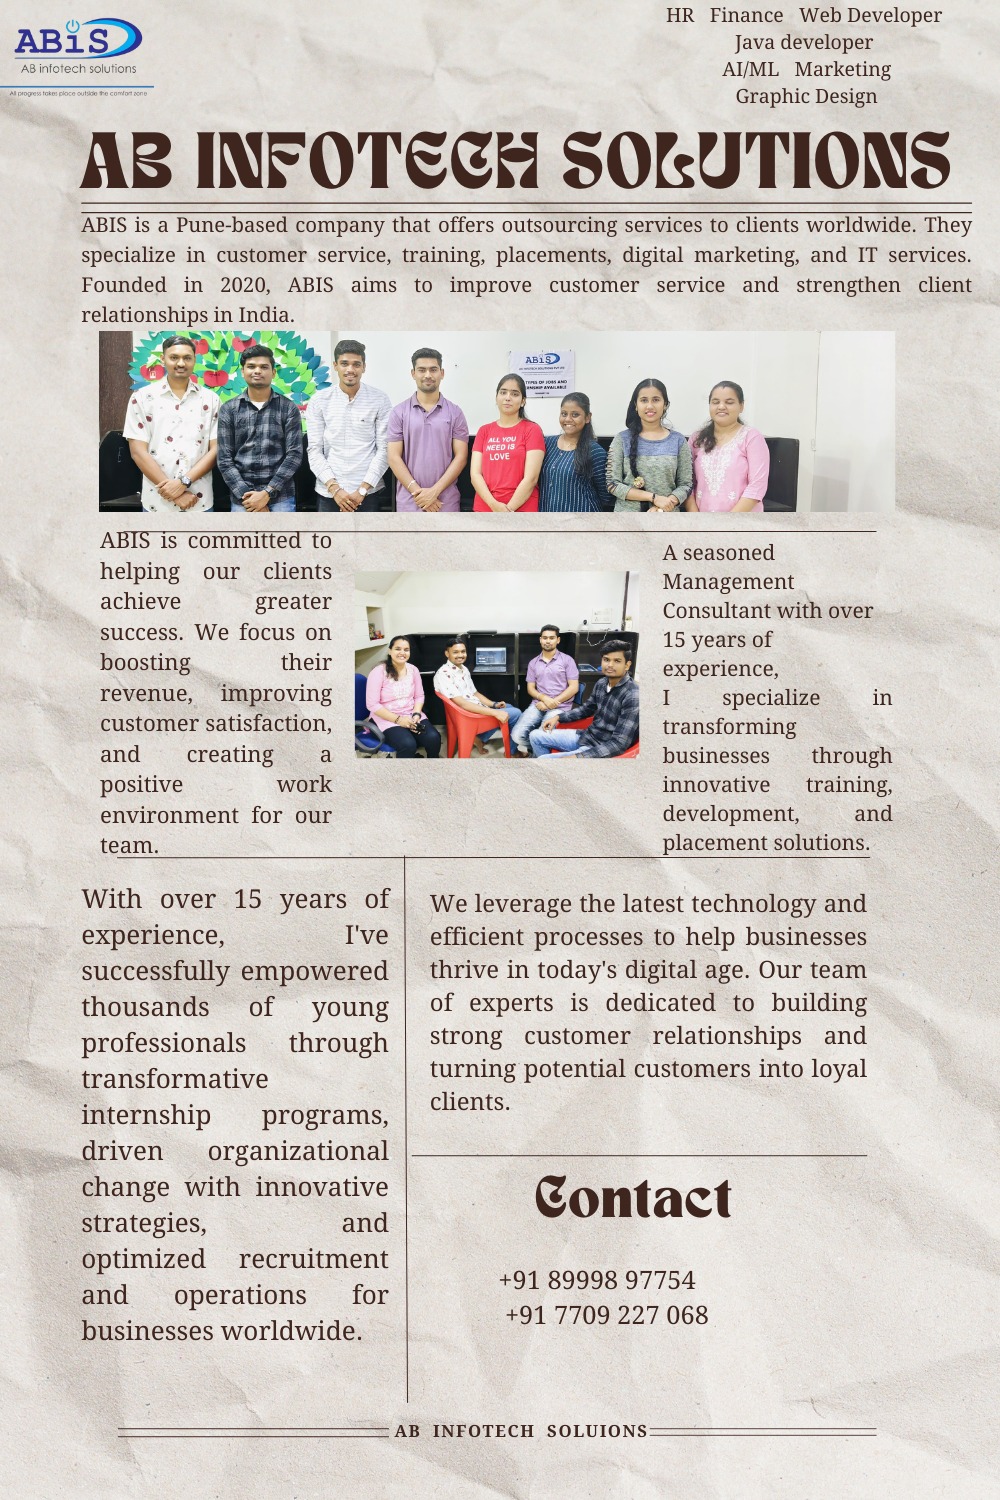 ABiS
AB infotech solutions
All progress takes place outside the comfort zone
HR Finance Web Developer
Java developer
AI/ML Marketing
Graphic Design
AB INFOTECH SOLUTIONS
ABIS is a Pune-based company that offers outsourcing services to clients worldwide. They
specialize in customer service, training, placements, digital marketing, and IT services.
Founded in 2020, ABIS aims to improve customer service and strengthen client
relationships in India.
ABiS
ALL YOU
NEED IS
LOVE
ABIS is committed to
helping our clients
achieve greater
success. We focus on
boosting their
revenue, improving
customer satisfaction,
and creating a
positive work
environment for our
team.
A seasoned
Management
Consultant with over
15 years of
experience,
I specialize in
transforming
businesses through
innovative training,
development, and
placement solutions.
With over 15 years of
experience, I've
successfully empowered
thousands of young
professionals through
transformative
internship programs,
driven organizational
change with innovative
strategies, and
optimized recruitment
and operations for
businesses worldwide.
We leverage the latest technology and
efficient processes to help businesses
thrive in today's digital age. Our team
of experts is dedicated to building
strong customer relationships and
turning potential customers into loyal
clients.
Contact
+91 89998 97754
+91 7709 227 068
AB INFOTECH SOLUIONS